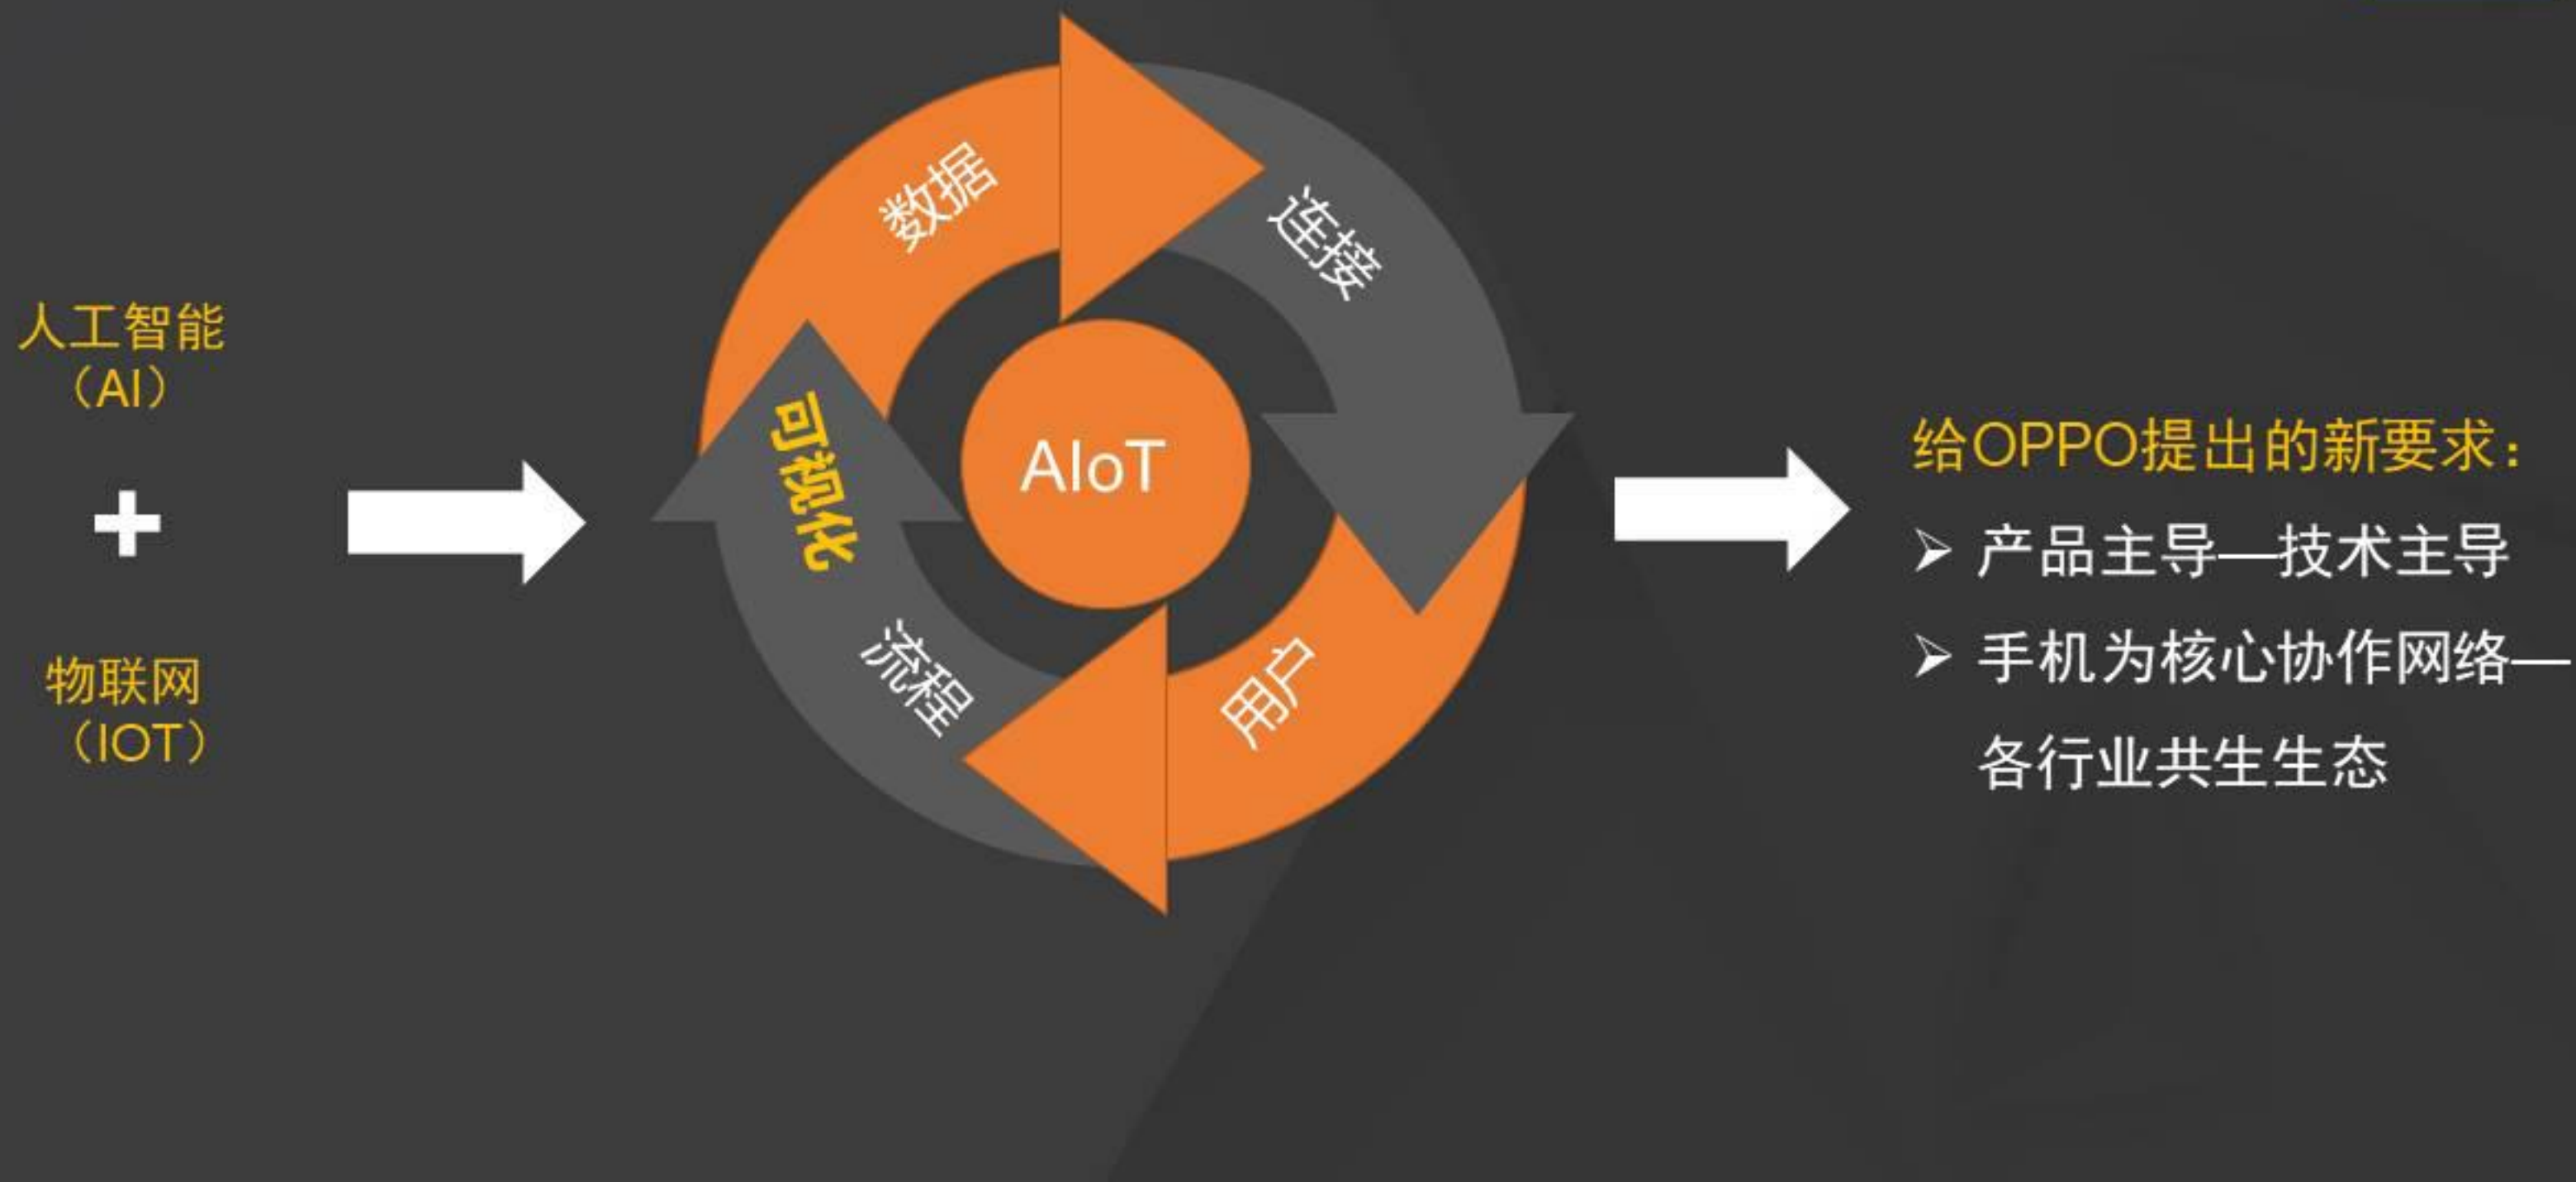 人工智能
（AI）
+
物联网
（IOT）
数据
连接
用户
流程
可视化
AIoT
给OPPO提出的新要求：
产品主导—技术主导
手机为核心协作网络—
各行业共生生态